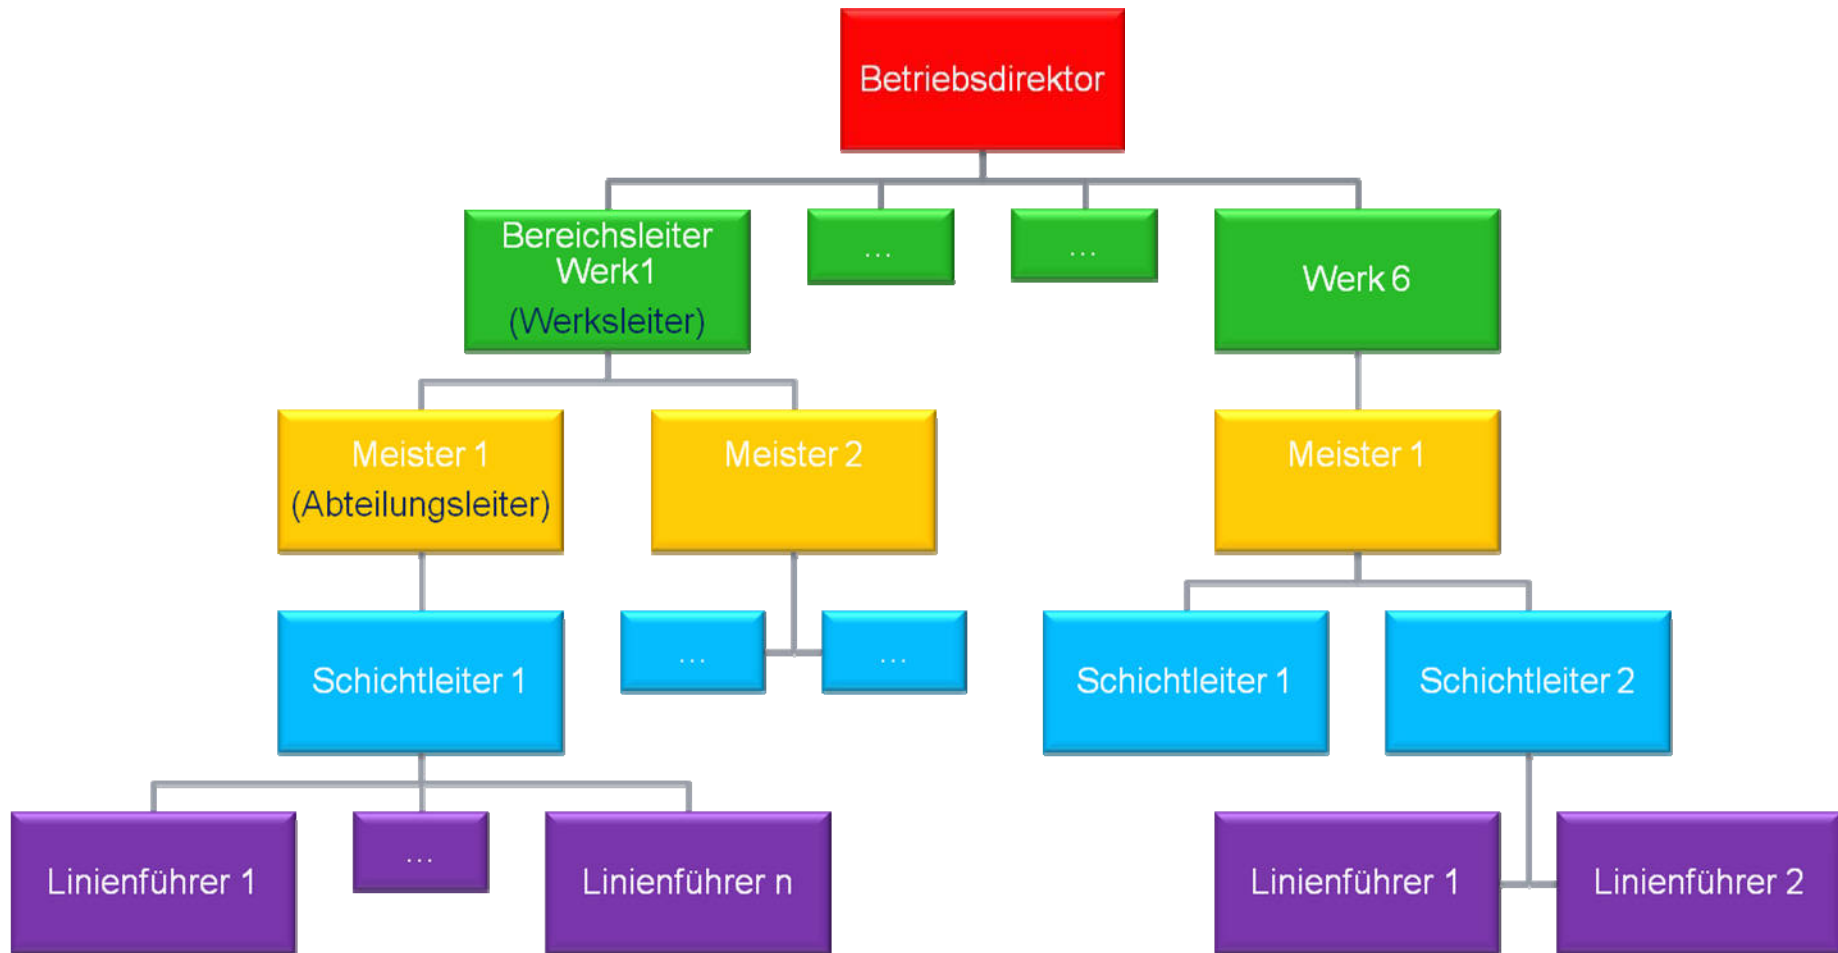 Betriebsdirektor
Bereichsleiter
Werk1
(Werksleiter)
...
...
Werk 6
Meister 1
(Abteilungsleiter)
Meister 2
Meister 1
Schichtleiter 1
...
...
Schichtleiter 1
Schichtleiter 2
Linienführer 1
...
Linienführer n
Linienführer 1
Linienführer 2